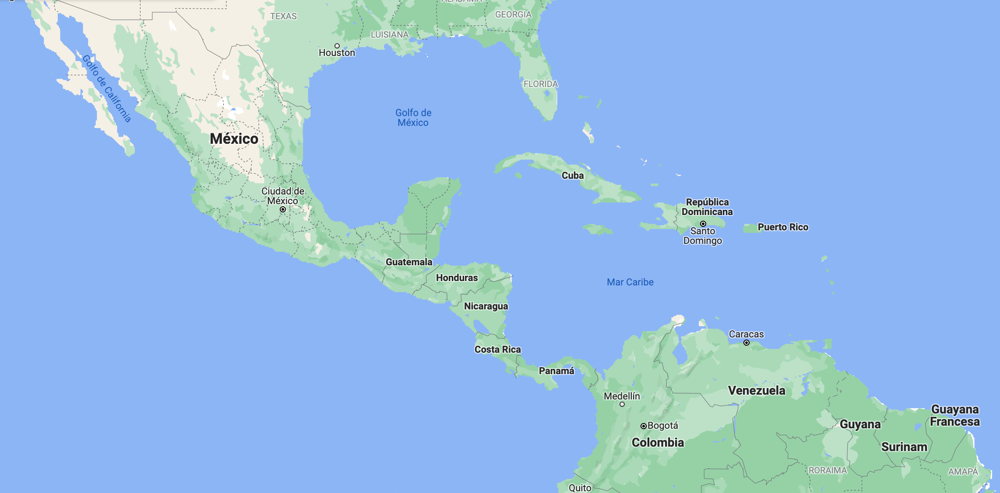 ALABAMA
GEORGIA
TEXAS
LUISIANA
Houston
FLORIDA
Golfo de California
Golfo de
México
México
Cuba
Ciudad de
México
República
Dominicana
Santo
Domingo
Puerto Rico
Guatemala
Honduras
Mar Caribe
Nicaragua
Caracas
Costa Rica
Panamá
Venezuela
Medellín
Guayana
Francesa
Bogotá
Guyana
Colombia
Surinam
RORAIMA
AMAPÁ
Quito